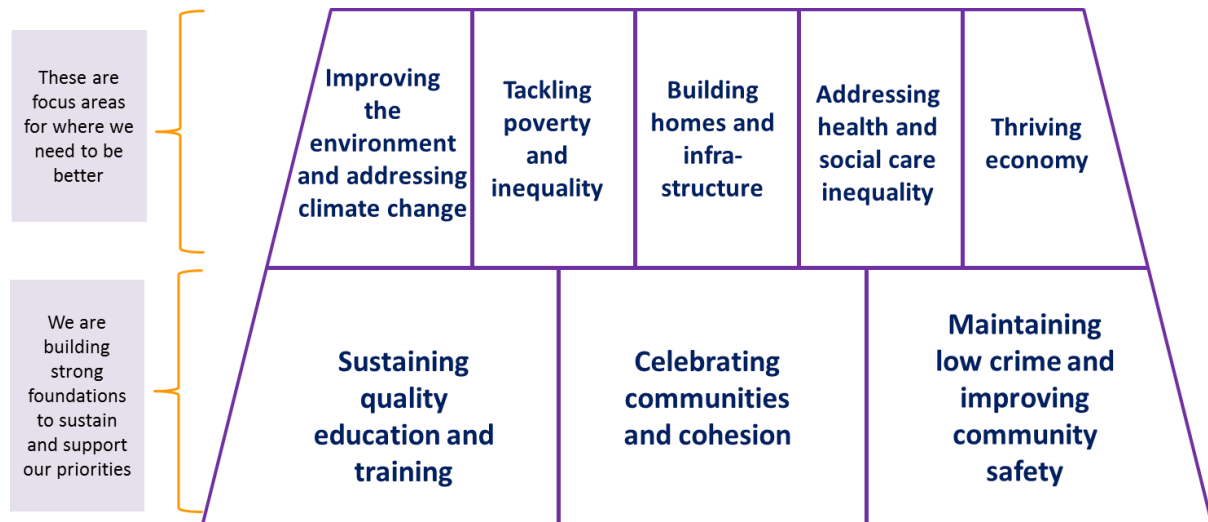 These are
focus areas
for where we
need to be
better
Improving
the
environment
and addressing
climate change
Tackling
poverty
and
inequality
Building
homes and
infra-
structure
Addressing
health and
social care
inequality
Thriving
economy
We are
building
strong
foundations
to sustain
and support
our priorities
Sustaining
quality
education and
training
Celebrating
communities
and cohesion
Maintaining
low crime and
improving
community
safety